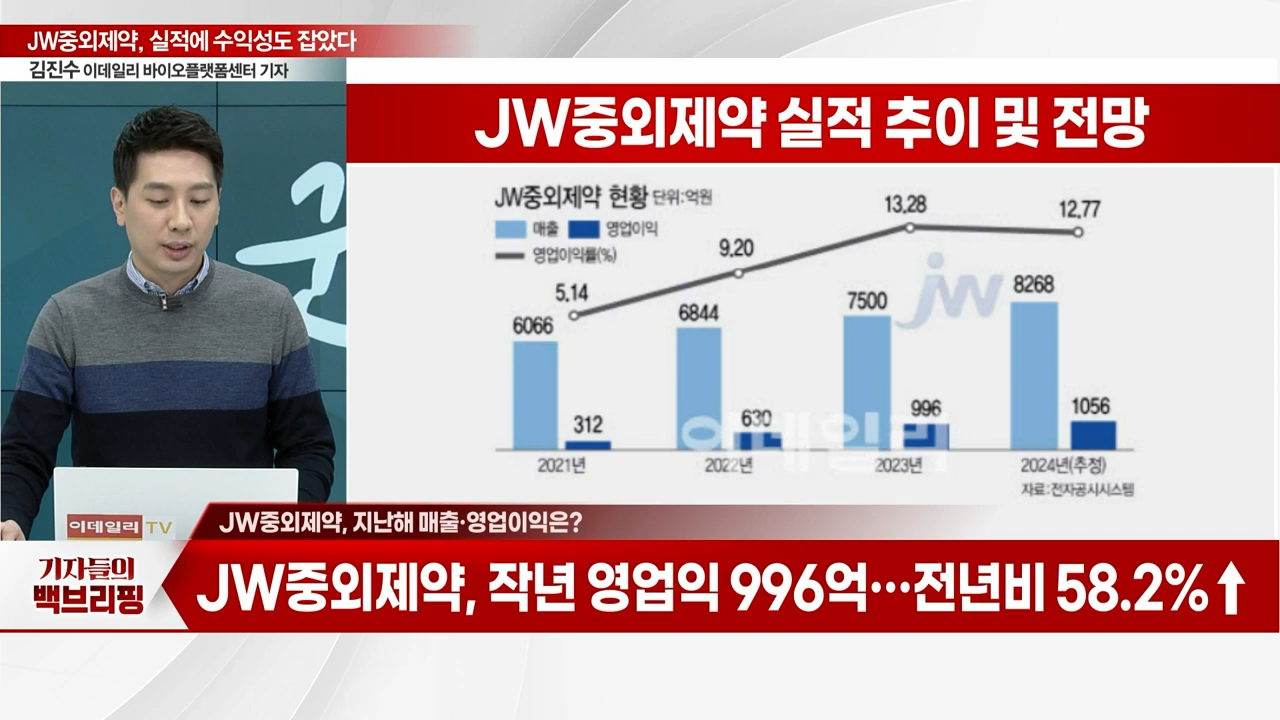 JW중외제약, 실적에 수익성도 잡았다
김진수 이데일리 바이오플랫폼센터 기자
JW중외제약 실적 추이 및 전망
JW중외제약 현황 단위:억원
매출 영업이익
영업이익률(%)
5.14 9.20 13.28 12.77
6066 6844 7500 8268
312 630 996 1056
jw
이데일리
2021년 2022년 2023년 2024년(추정)
자료:전자공시시스템
이데일리 TV
JW중외제약, 지난해 매출·영업이익은?
기자들의
백브리핑
JW중외제약, 작년 영업익 996억…전년비 58.2%↑